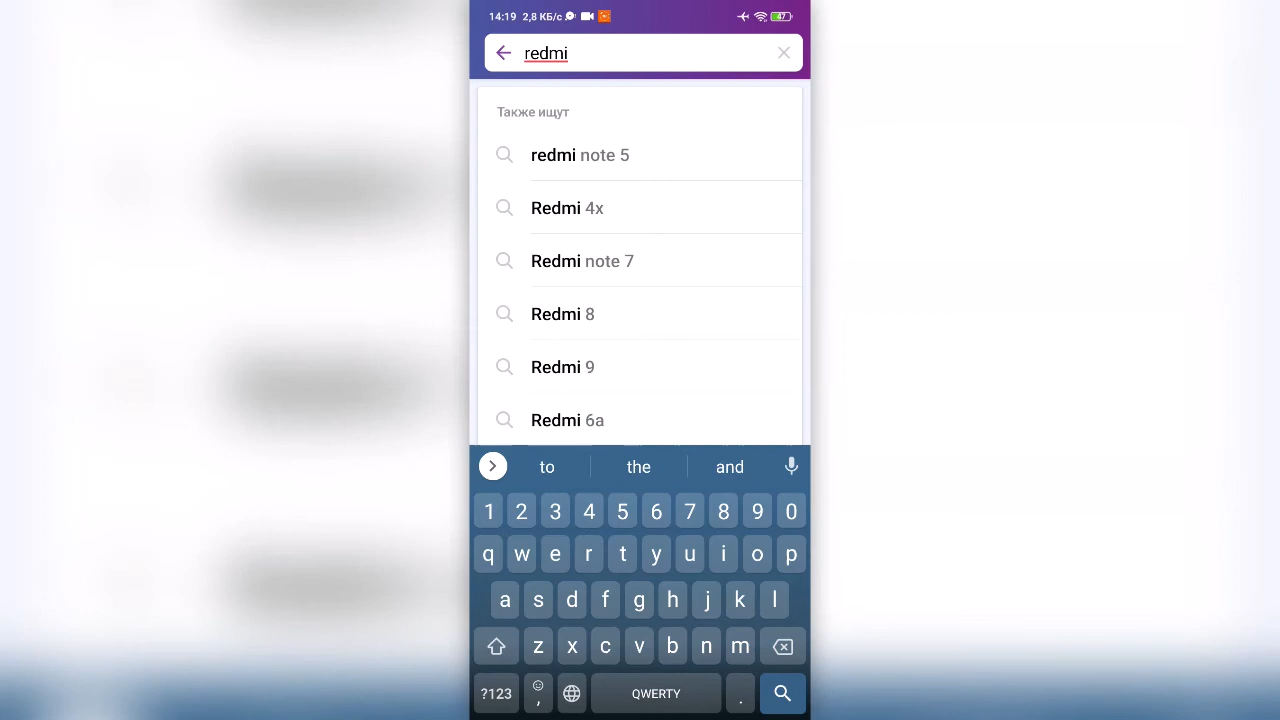 14:19 2,8 КБ/с 47
redmi
Также ищут
redmi note 5
Redmi 4x
Redmi note 7
Redmi 8
Redmi 9
Redmi 6a
to the and
1 2 3 4 5 6 7 8 9 0
q w e r t y u i o p
a s d f g h j k l
z x c v b n m
?123 , QWERTY .